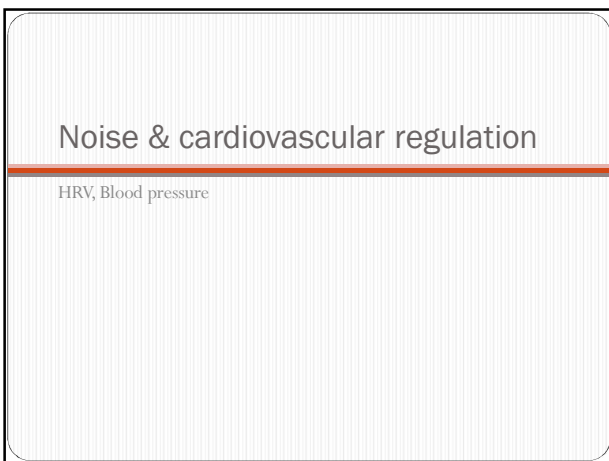 Noise & cardiovascular regulation
HRV, Blood pressure